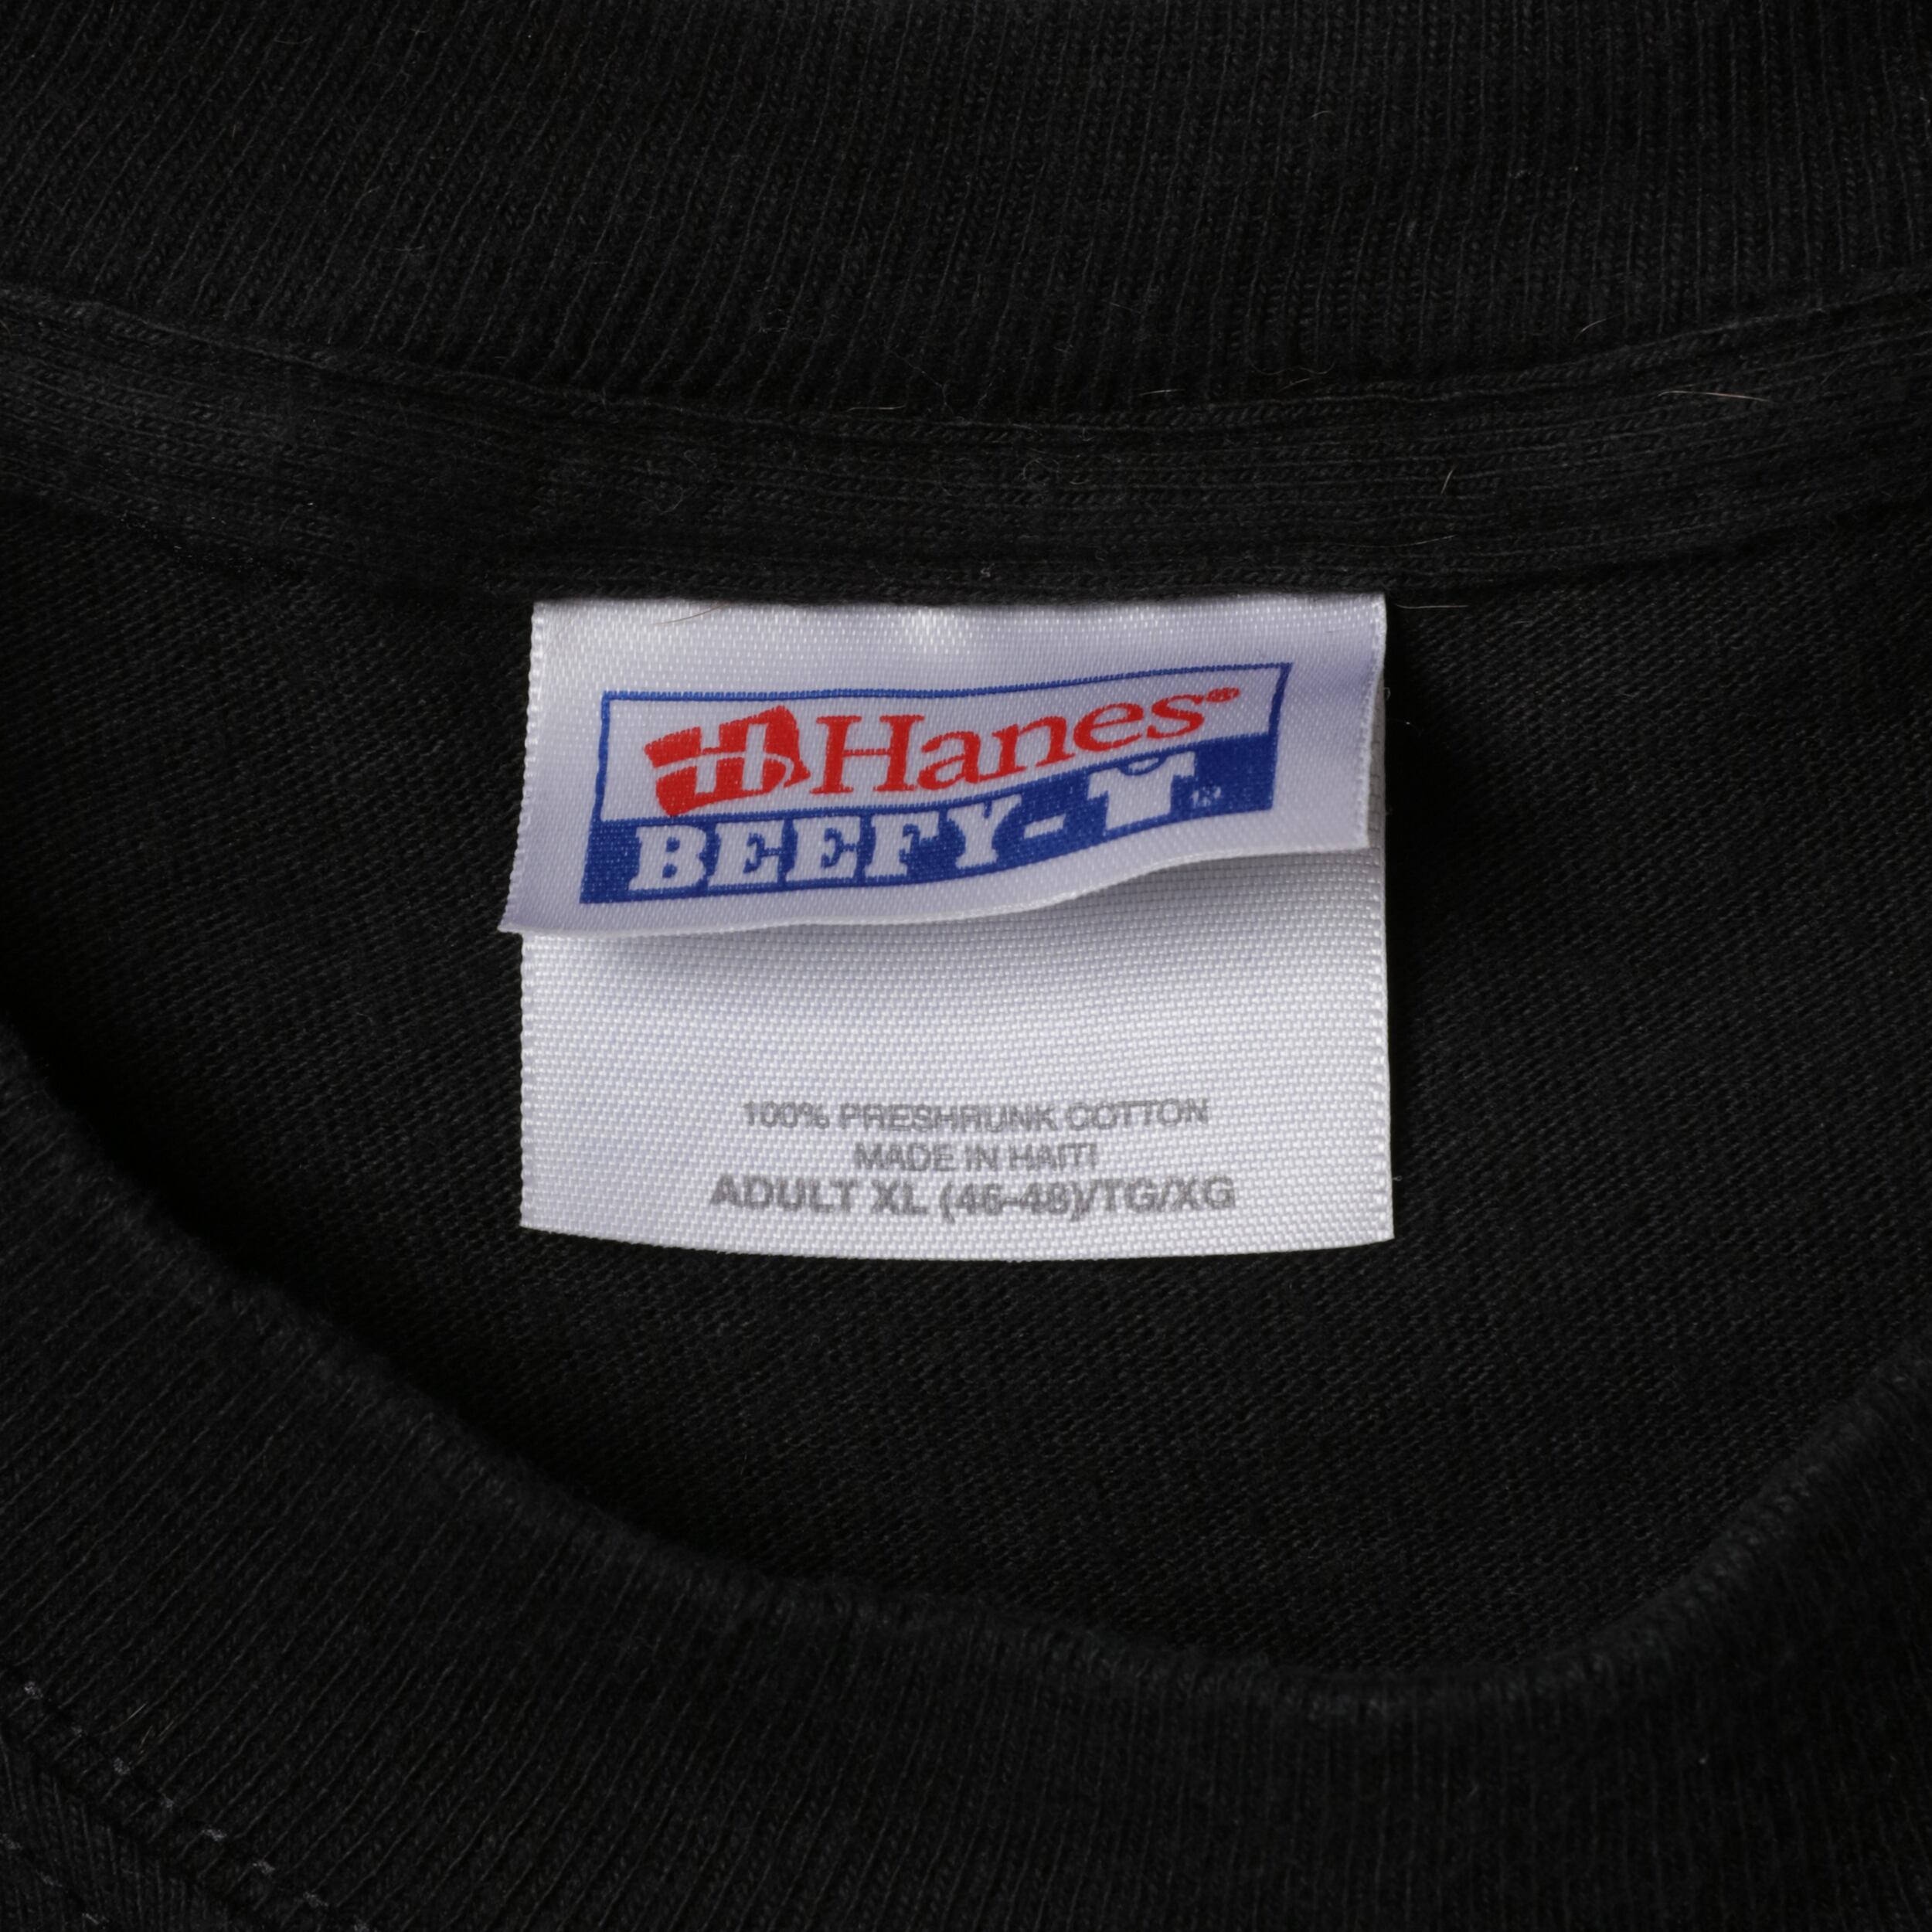 Hanes®
BEEFY-T®
100% PRESHRUNK COTTON
MADE IN HAITI
ADULT XL (46-48)/TG/XG